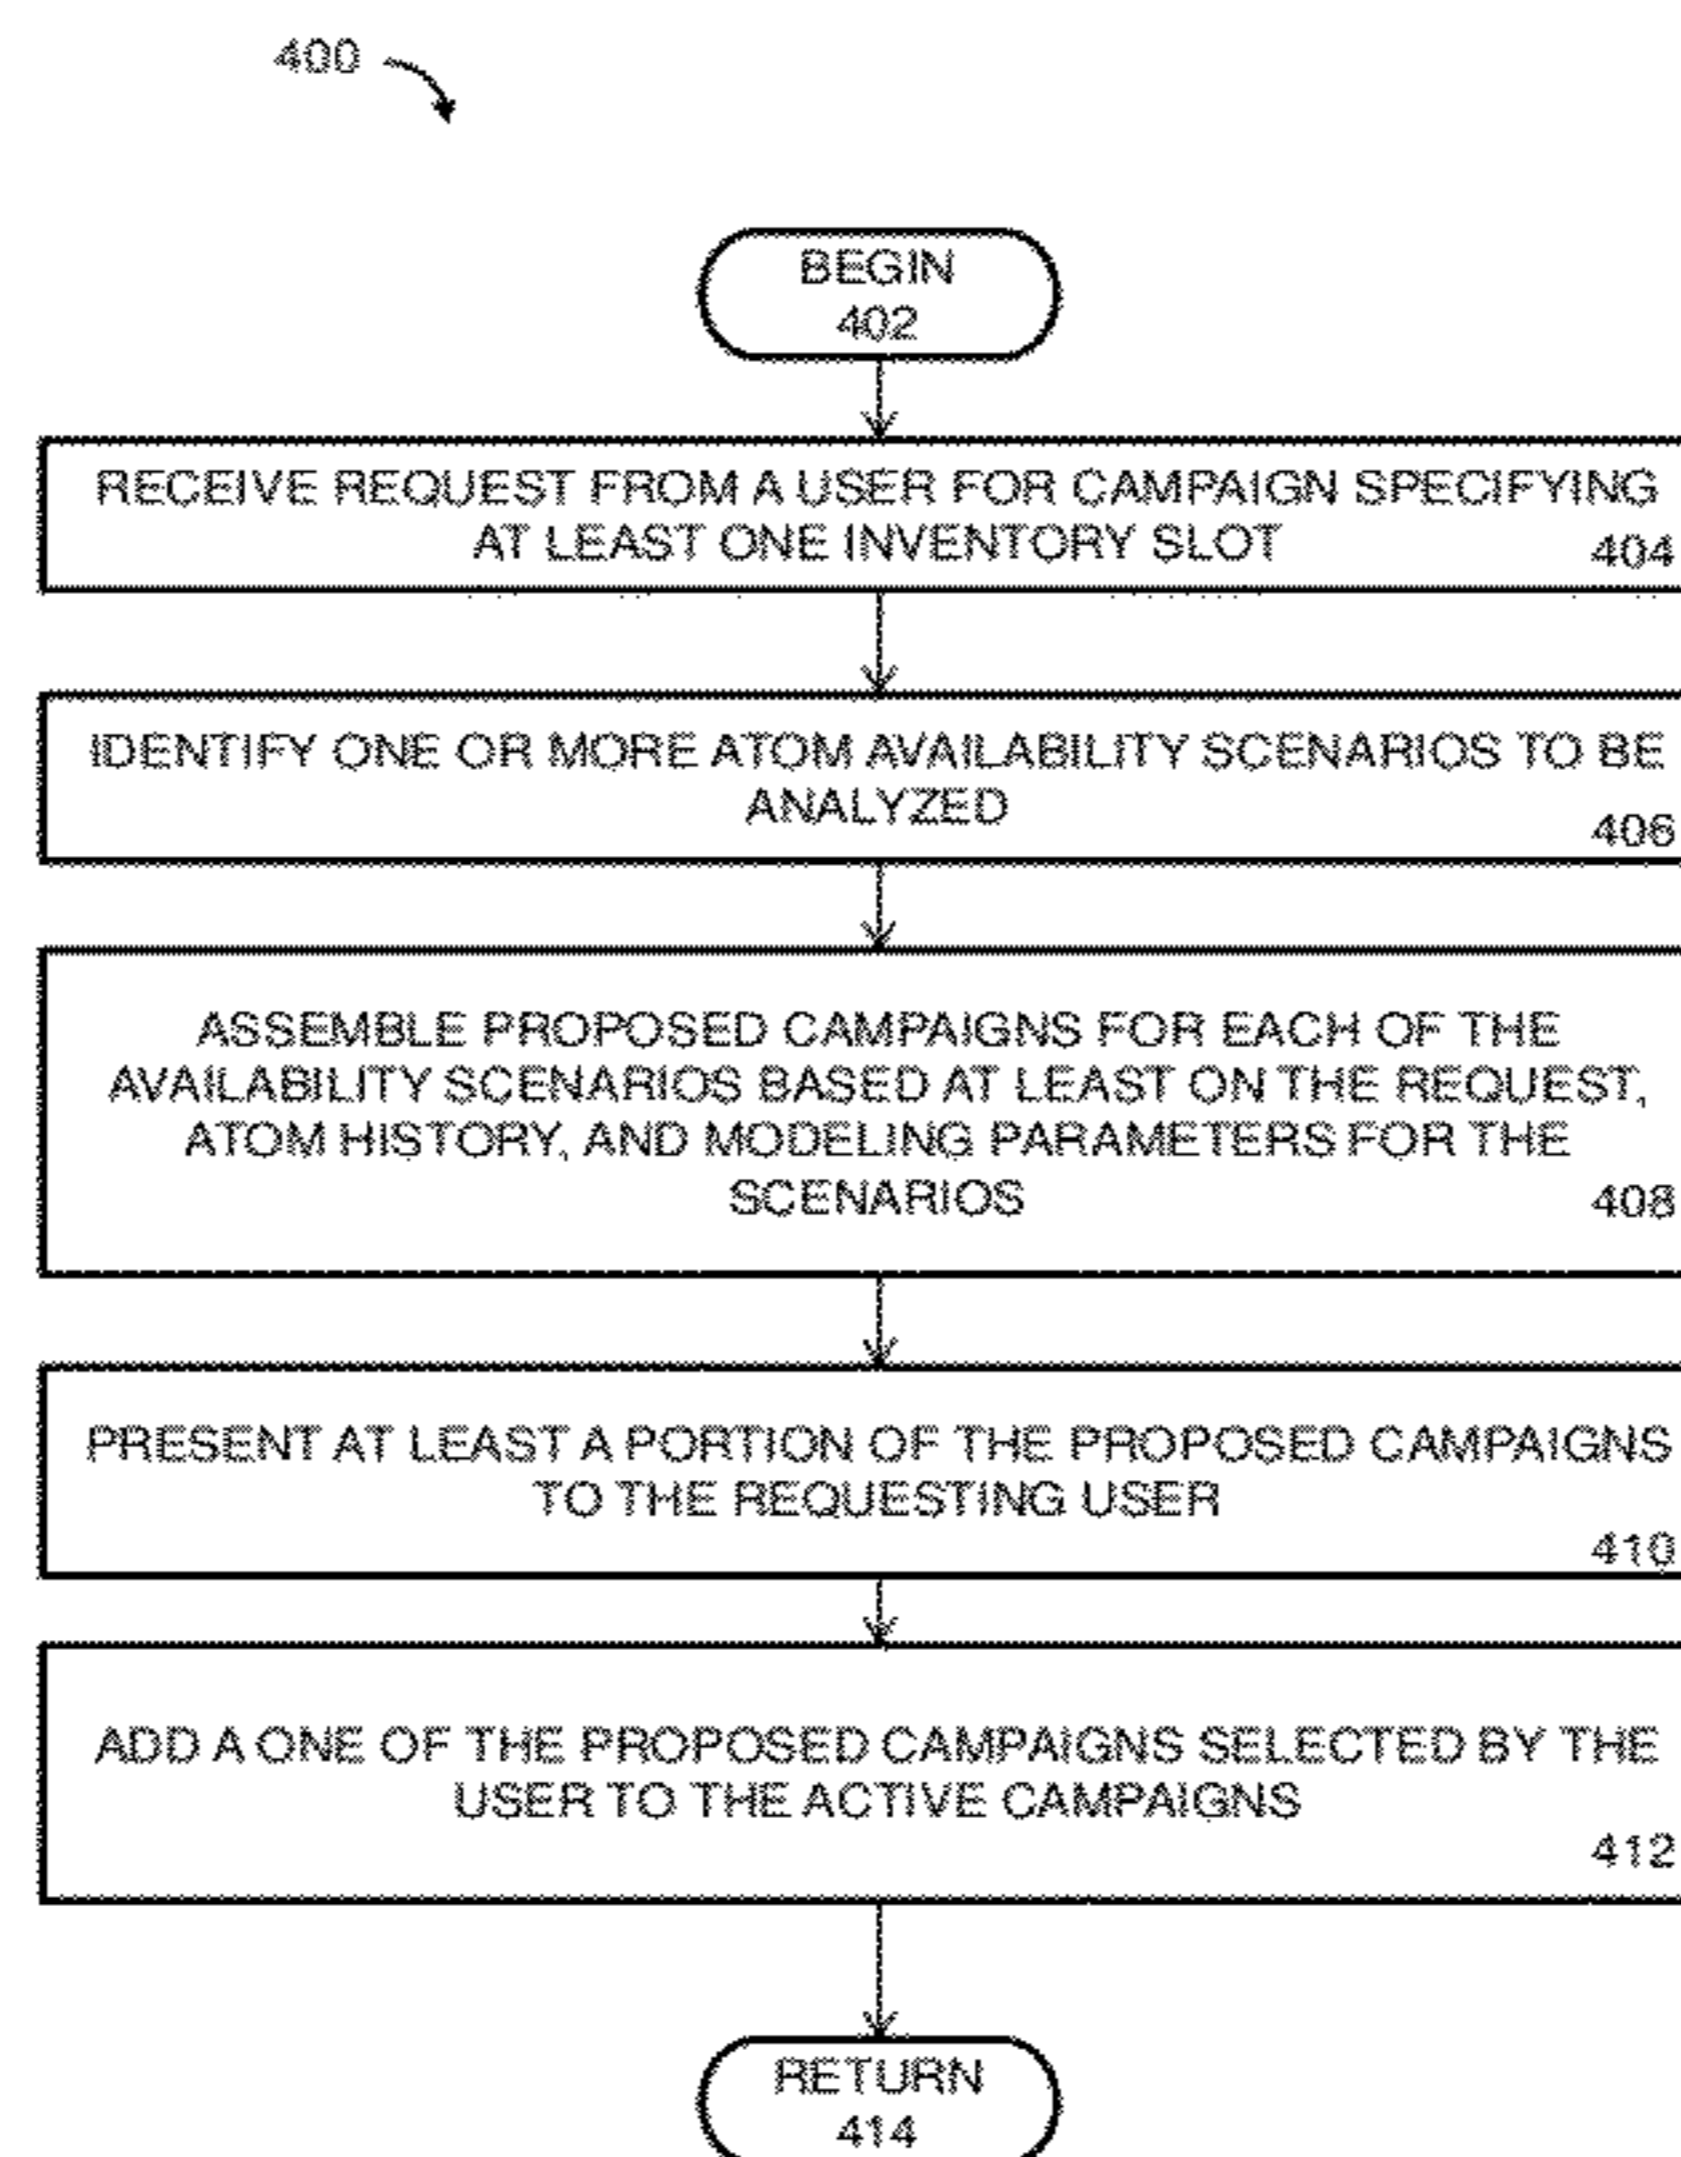 400
BEGIN
402
RECEIVE REQUEST FROM A USER FOR CAMPAIGN SPECIFYING
AT LEAST ONE INVENTORY SLOT
404
IDENTIFY ONE OR MORE ATOM AVAILABILITY SCENARIOS TO BE
ANALYZED
406
ASSEMBLE PROPOSED CAMPAIGNS FOR EACH OF THE
AVAILABILITY SCENARIOS BASED AT LEAST ON THE REQUEST,
ATOM HISTORY, AND MODELING PARAMETERS FOR THE
SCENARIOS
408
PRESENT AT LEAST A PORTION OF THE PROPOSED CAMPAIGNS
TO THE REQUESTING USER
410
ADD A ONE OF THE PROPOSED CAMPAIGNS SELECTED BY THE
USER TO THE ACTIVE CAMPAIGNS
412
RETURN
414